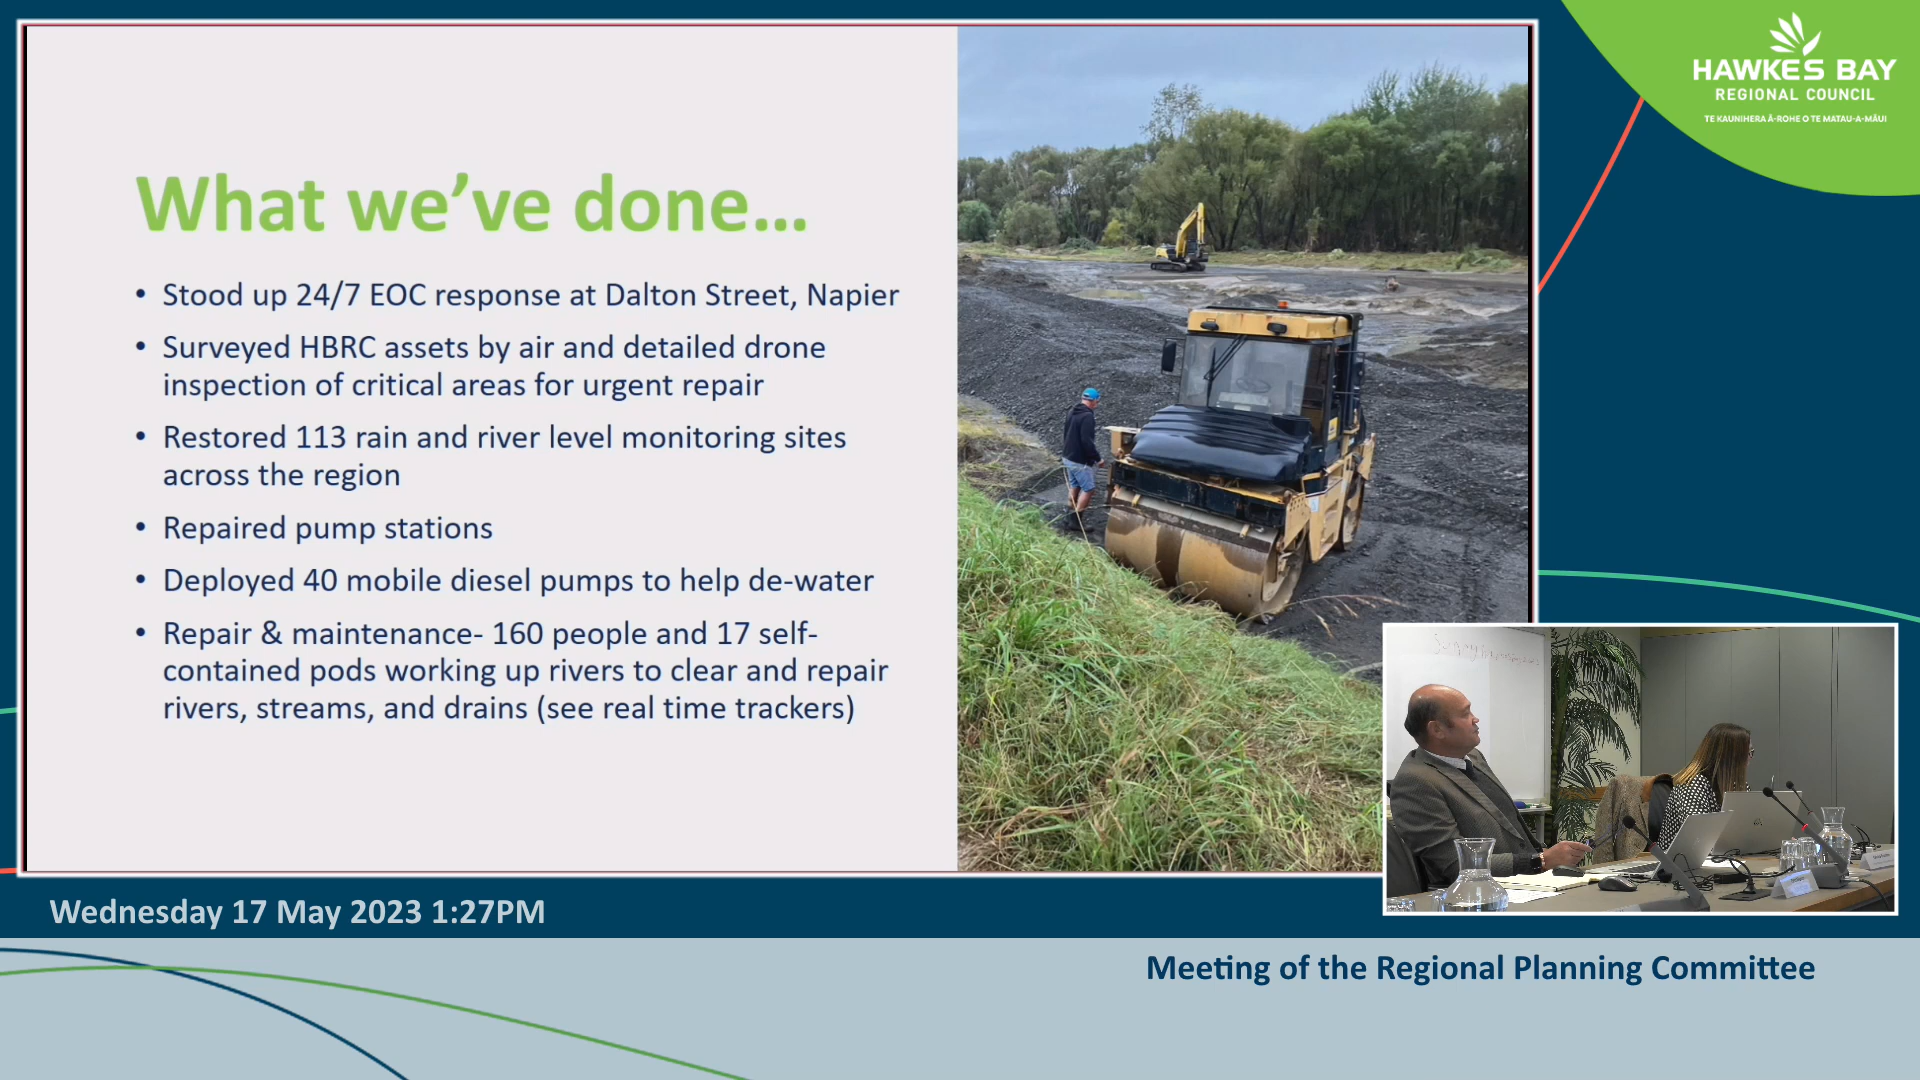 HAWKE'S BAY
REGIONAL COUNCIL
TE KAUNIHERA Ā-ROHE O TE MATAU-A-MĀUI
What we've done...
• Stood up 24/7 EOC response at Dalton Street, Napier
• Surveyed HBRC assets by air and detailed drone
inspection of critical areas for urgent repair
• Restored 113 rain and river level monitoring sites
across the region
• Repaired pump stations
• Deployed 40 mobile diesel pumps to help de-water
• Repair & maintenance- 160 people and 17 self-
contained pods working up rivers to clear and repair
rivers, streams, and drains (see real time trackers)
Wednesday 17 May 2023 1:27PM
Meeting of the Regional Planning Committee